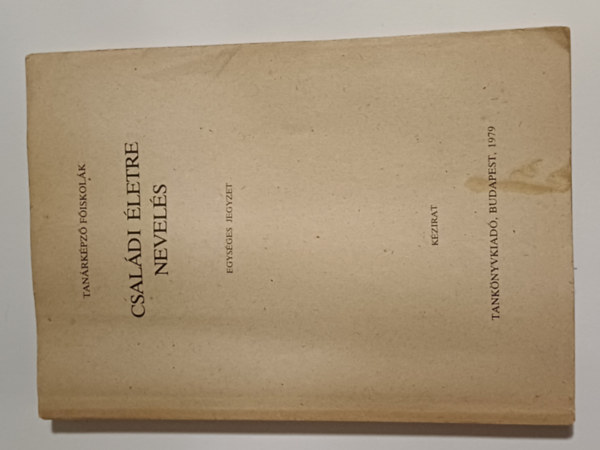 TANÁRKÉPZŐ FŐISKOLÁK
CSALÁDI ÉLETRE
NEVELÉS
EGYSÉGES JEGYZET
KÉZIRAT
TANKÖNYVKIADÓ, BUDAPEST, 1979